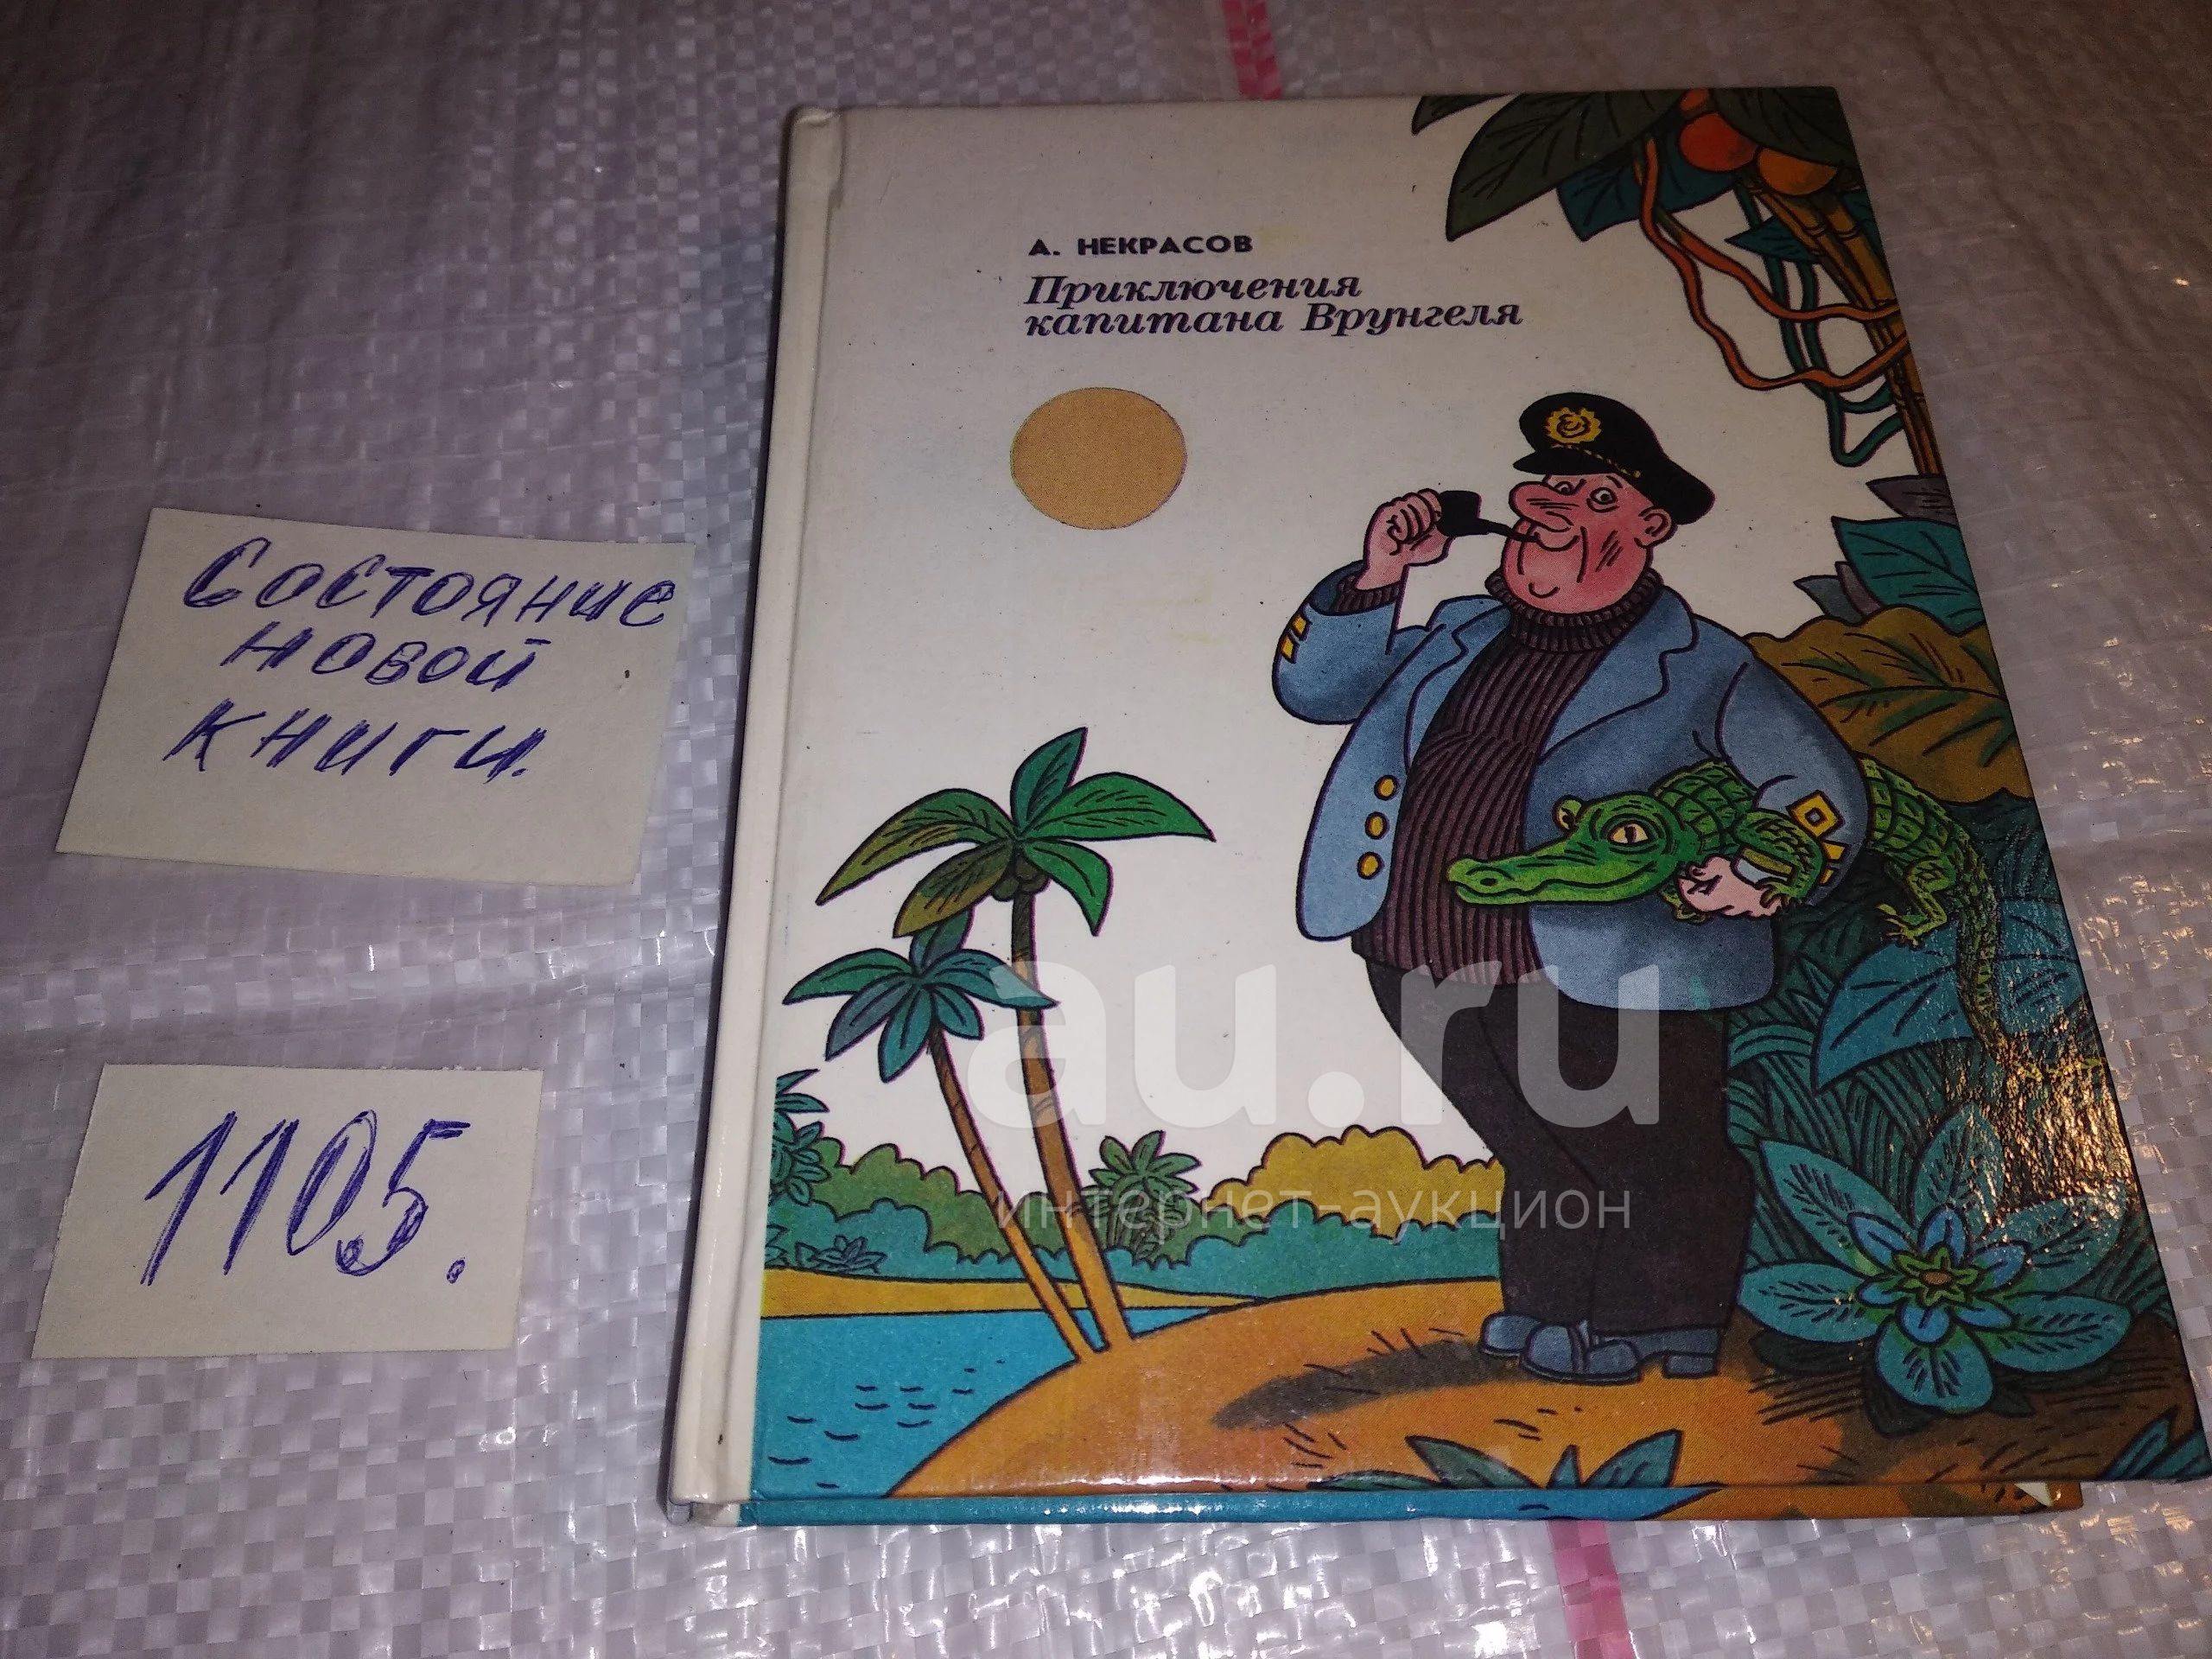 А. НЕКРАСОВ
Приключения
капитана Врунгеля
Состояние
новой
книги.
1105.
au.ru
интернет-аукцион